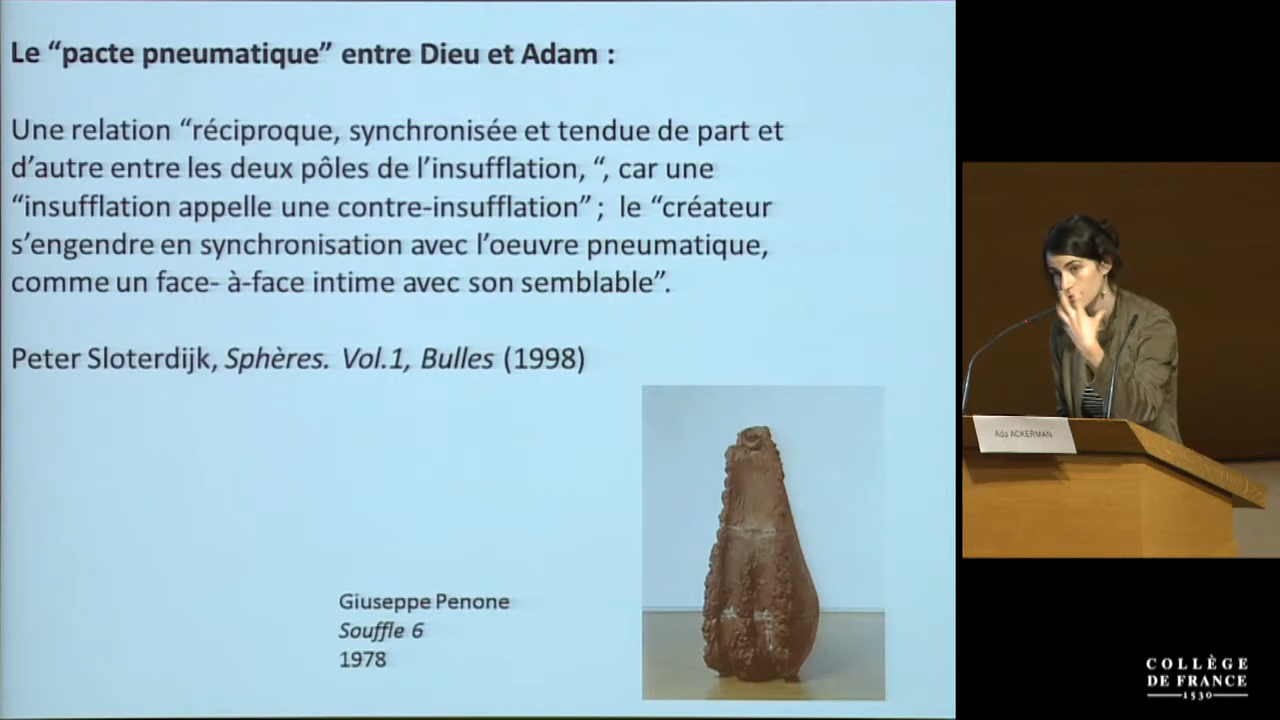 Le “pacte pneumatique” entre Dieu et Adam :
Une relation “réciproque, synchronisée et tendue de part et
d’autre entre les deux pôles de l’insufflation, “, car une
“insufflation appelle une contre-insufflation” ; le “créateur
s’engendre en synchronisation avec l’oeuvre pneumatique,
comme un face- à-face intime avec son semblable”.
Peter Sloterdijk, Sphères. Vol.1, Bulles (1998)
Giuseppe Penone
Souffle 6
1978
Ada ACKERMAN
COLLÈGE
DE FRANCE
1530